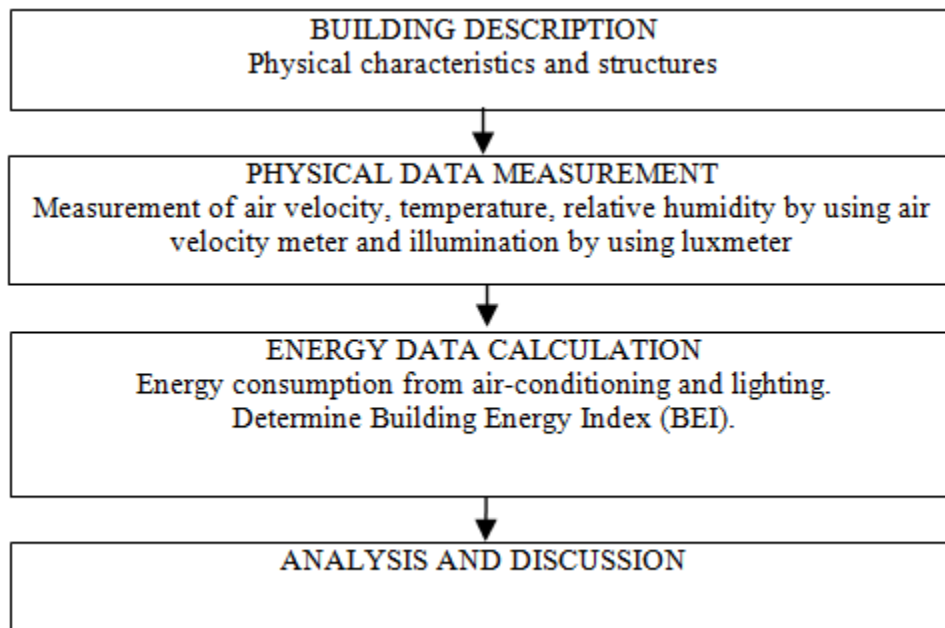 BUILDING DESCRIPTION
Physical characteristics and structures
PHYSICAL DATA MEASUREMENT
Measurement of air velocity, temperature, relative humidity by using air
velocity meter and illumination by using luxmeter
ENERGY DATA CALCULATION
Energy consumption from air-conditioning and lighting.
Determine Building Energy Index (BEI).
ANALYSIS AND DISCUSSION